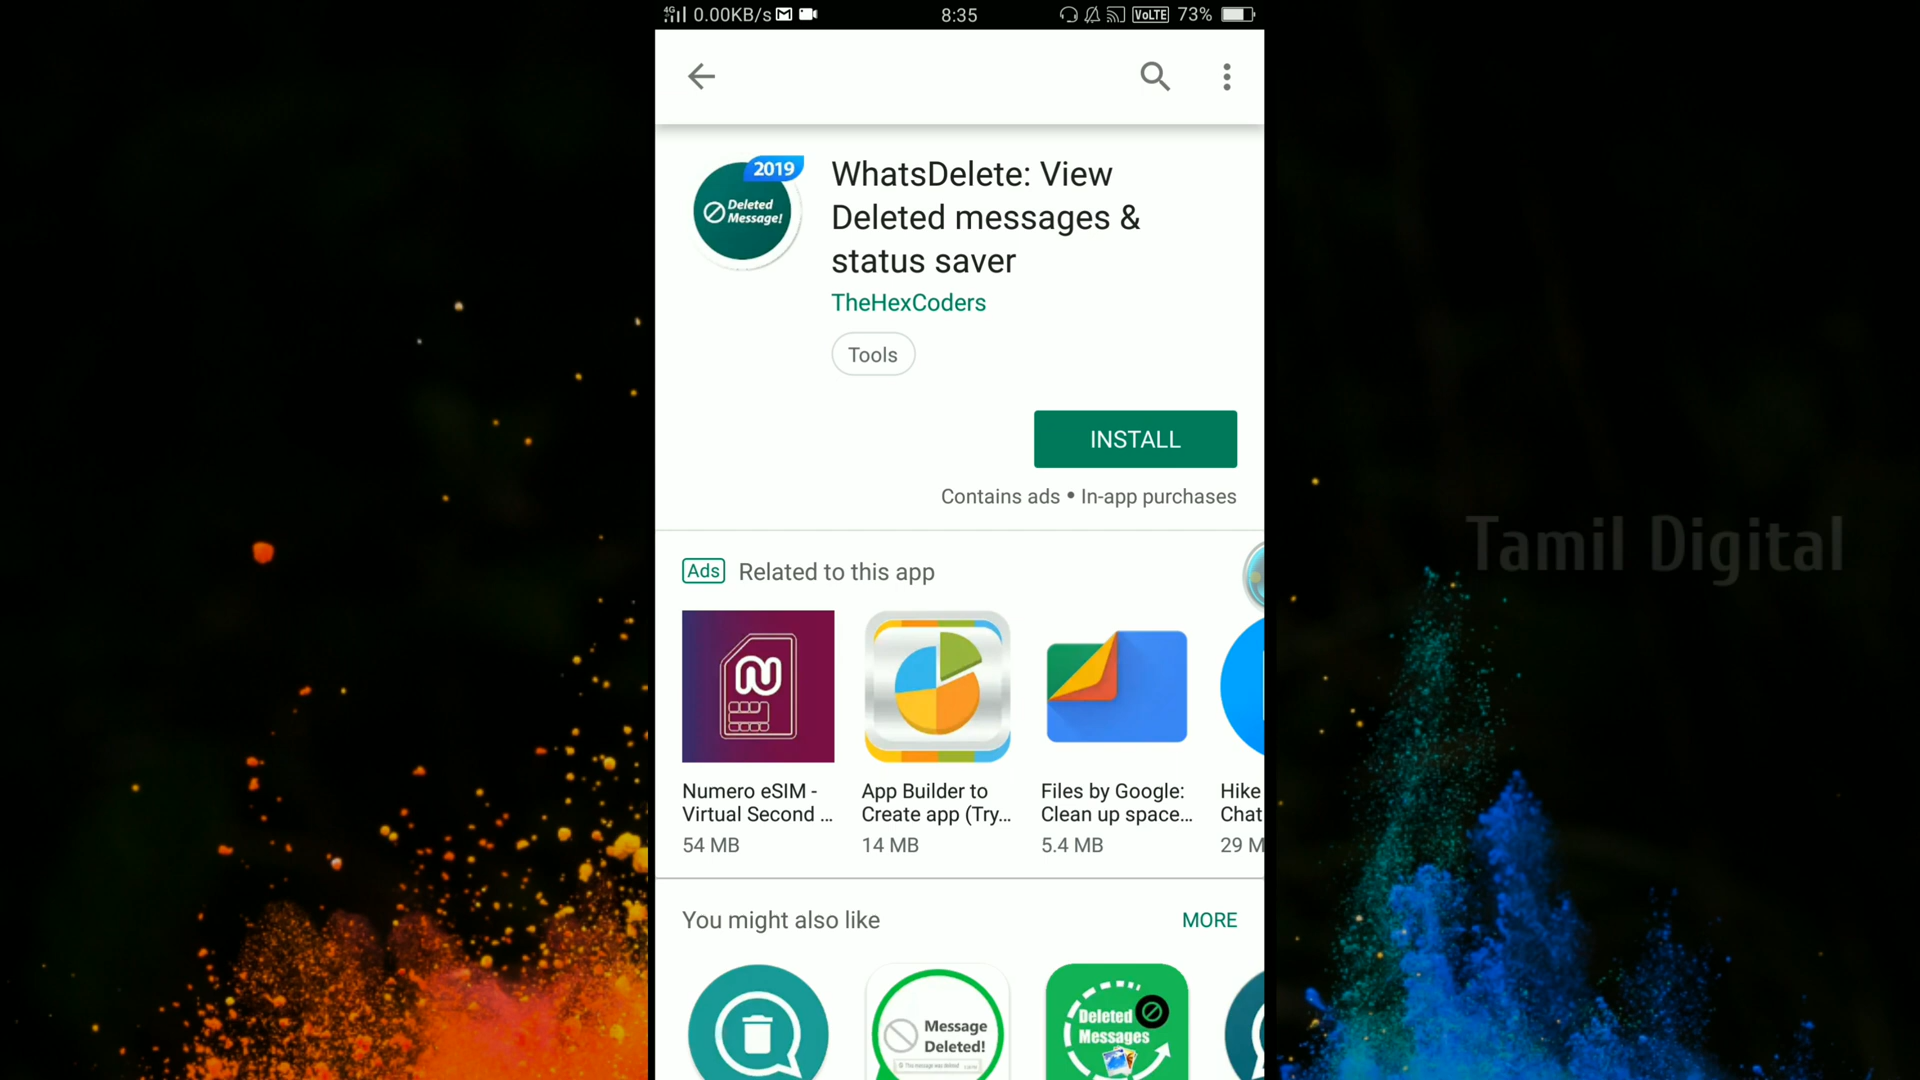 4G 0.00KB/s 8:35 VoLTE 73%
2019
Deleted
Message!
WhatsDelete: View
Deleted messages &
status saver
TheHexCoders
Tools
INSTALL
Contains ads • In-app purchases
Tamil Digital
Ads Related to this app
Numero eSIM -
Virtual Second ...
54 MB
App Builder to
Create app (Try...
14 MB
Files by Google:
Clean up space...
5.4 MB
Hike
Chat
29 M
You might also like MORE
Message
Deleted!
Deleted
Messages